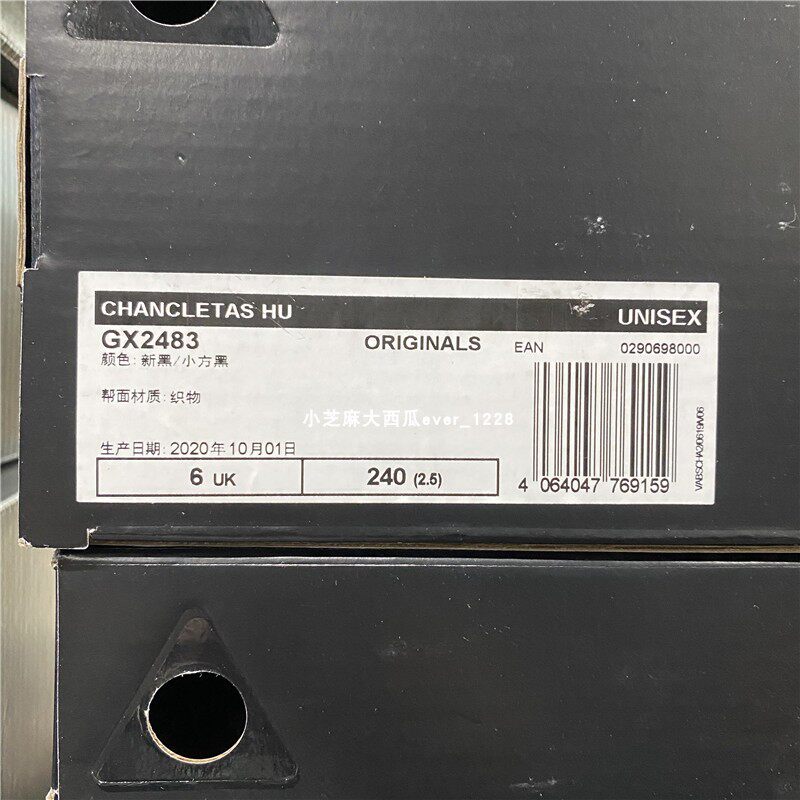 CHANCLETAS HU UNISEX
GX2483 ORIGINALS EAN 0290698000
颜色: 新黑/小方黑
帮面材质: 织物
小芝麻大西瓜ever_1228
生产日期: 2020年10月01日
6 UK 240 (2.5)
4 064047 769159